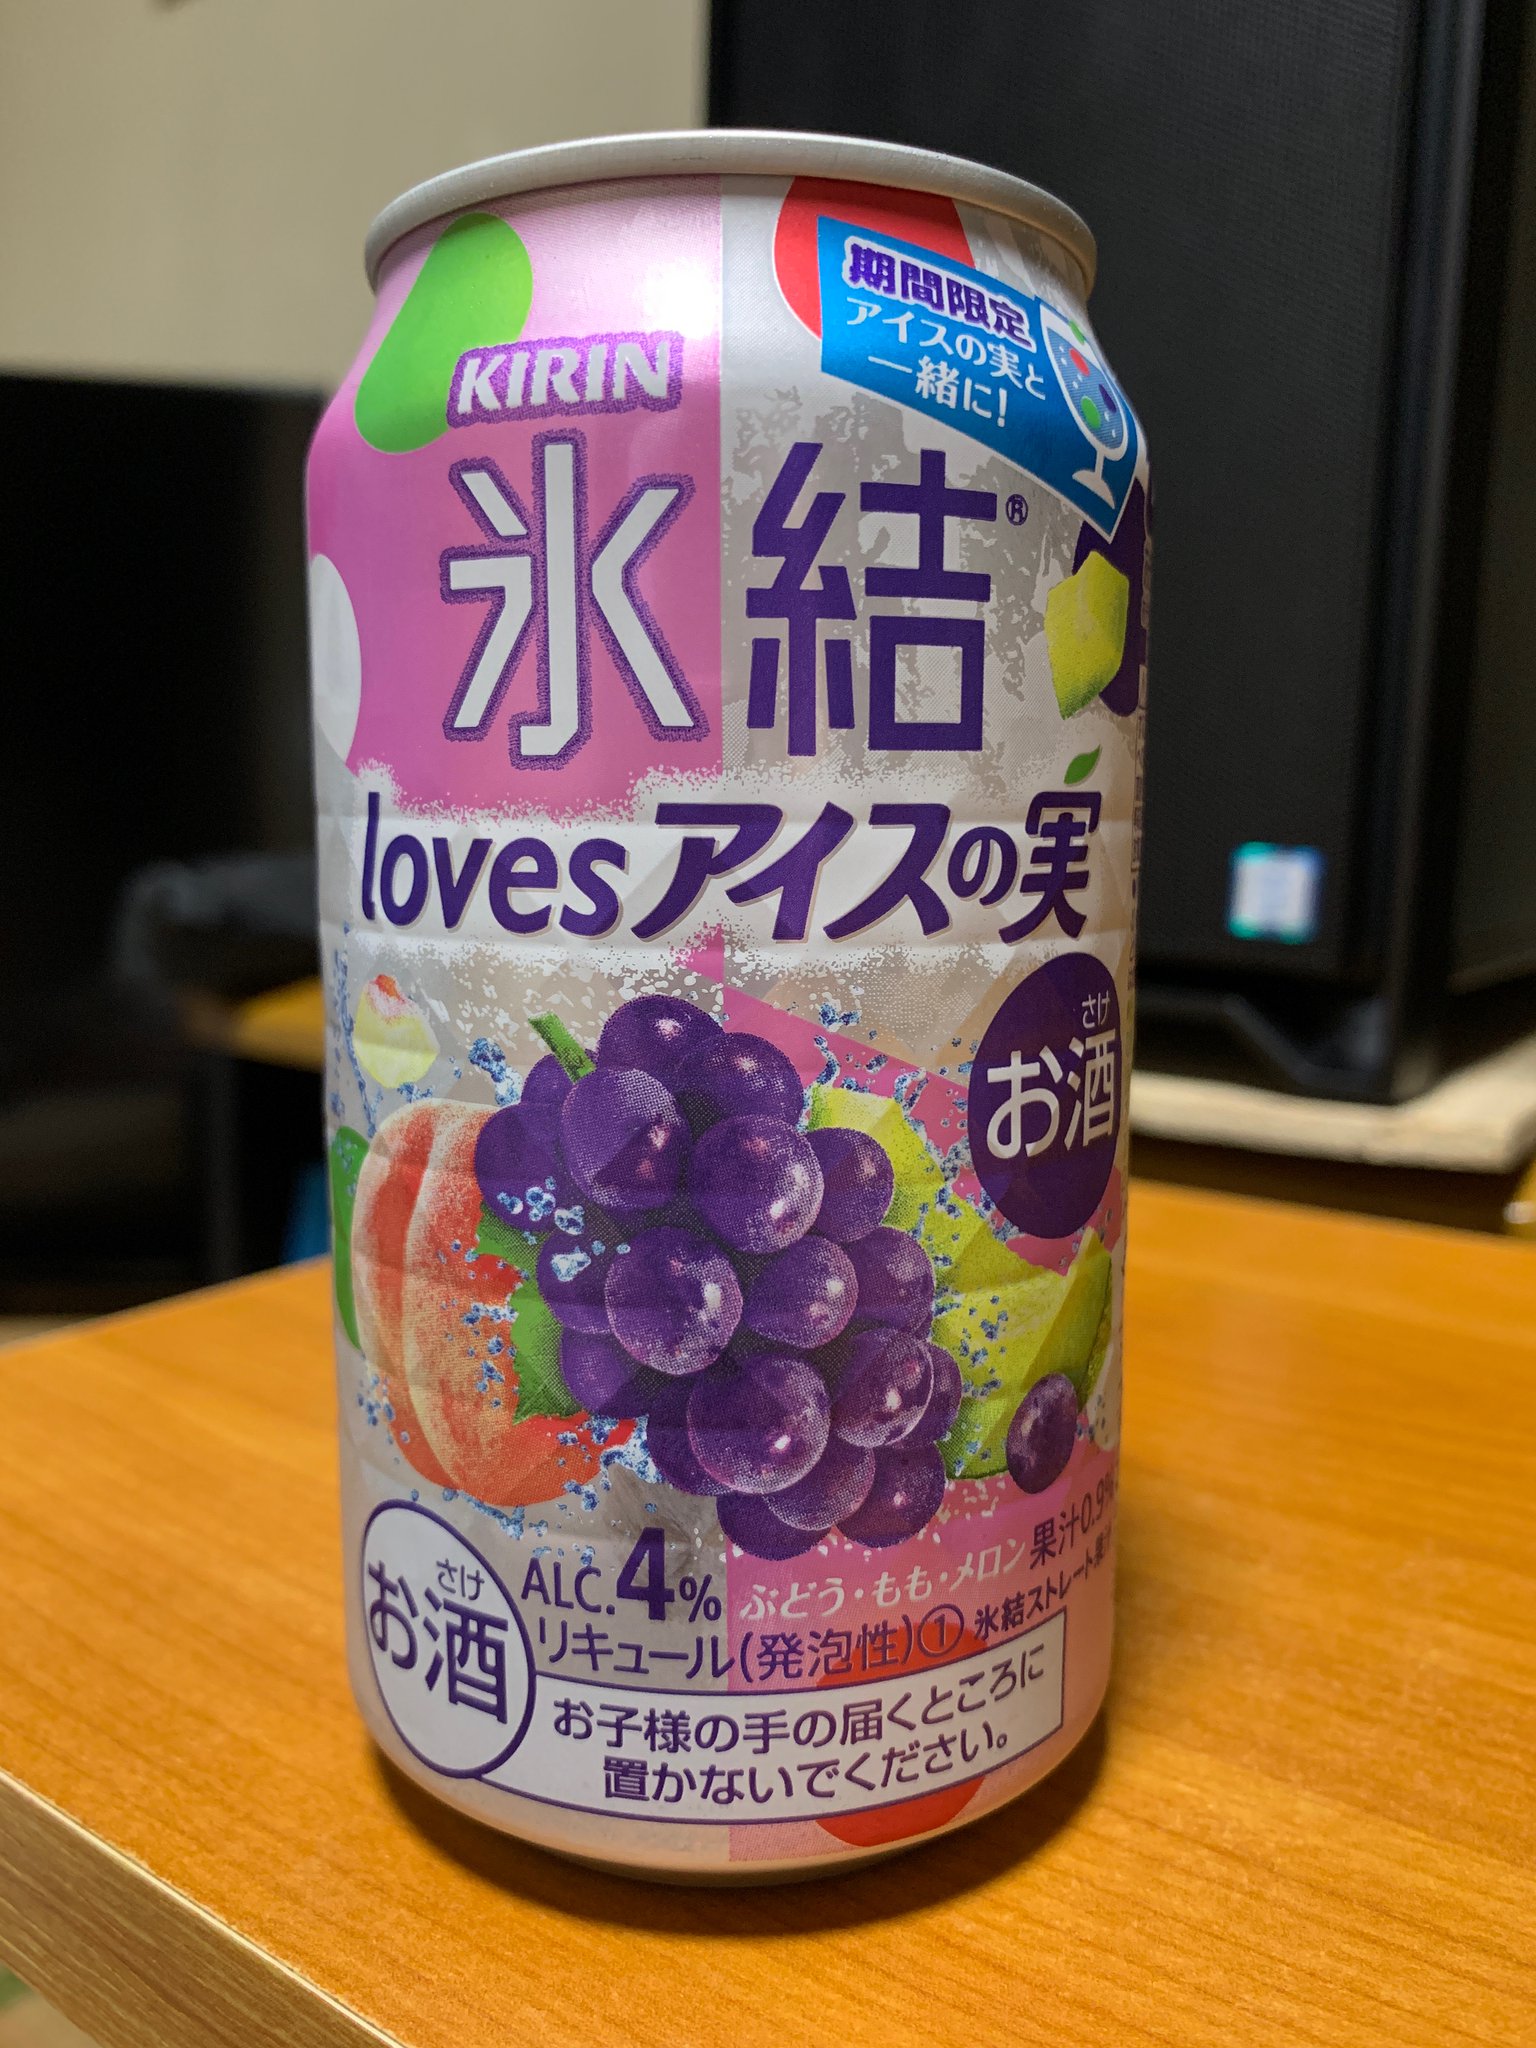 期間限定
アイスの実と
一緒に!
KIRIN
氷結®
lovesアイスの実
さけ
お酒
さけ
お酒
ALC.4%
ぶどう・もも・メロン果汁0.9%
リキュール(発泡性)①
氷結ストレート果汁
お子様の手の届くところに
置かないでください。